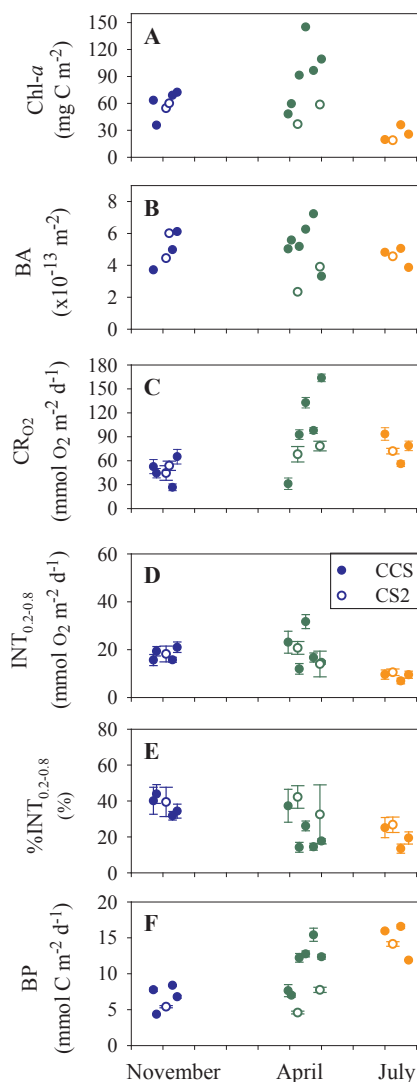 150
120
90
60
30
0
Chl-a
(mg C m-2)
A
8
6
4
2
0
BA
(x10-13 m-2)
B
180
150
120
90
60
30
0
CRO2
(mmol O2 m-2 d-1)
C
60
40
20
0
INT0.2-0.8
(mmol O2 m-2 d-1)
D
CCS
CS2
80
60
40
20
0
%INT0.2-0.8
(%)
E
20
15
10
5
0
BP
(mmol C m-2 d-1)
F
November
April
July